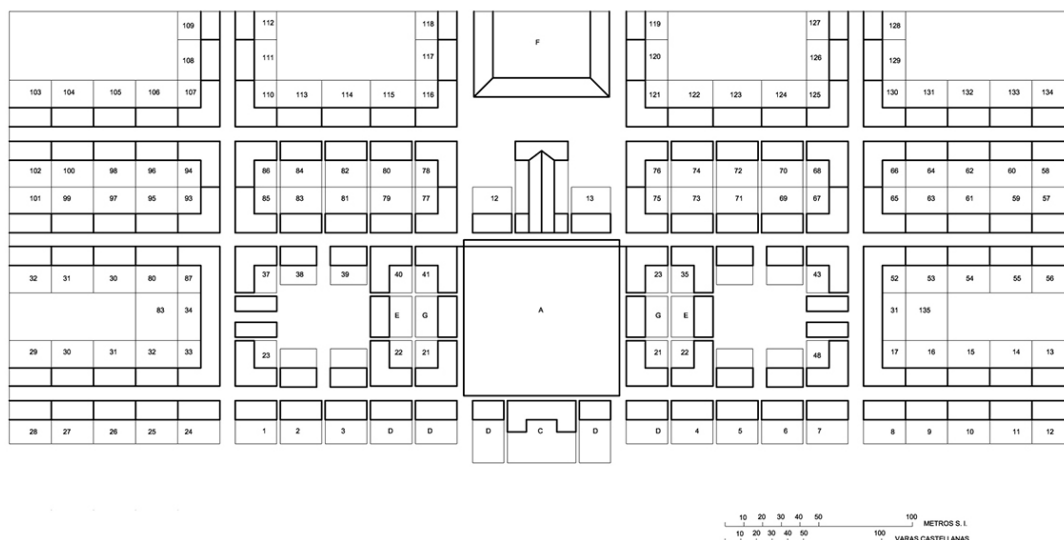 109 112 118 119 127 128
F
108 111 117 120 126 129
103 104 105 106 107 110 113 114 115 116 121 122 123 124 125 130 131 132 133 134
102 100 98 96 94 86 84 82 80 78 76 74 72 70 68 66 64 62 60 58
101 99 97 95 93 85 83 81 79 77 12 13 75 73 71 69 67 65 63 61 59 57
32 31 30 80 87 37 38 39 40 41 23 35 43 52 53 54 55 56
83 34 E G A G E 31 135
29 30 31 32 33 23 22 21 21 22 48 17 16 15 14 13
28 27 26 25 24 1 2 3 D D D C D D 4 5 6 7 8 9 10 11 12
10 20 30 40 50 100 METROS S. I.
10 20 30 40 50 100 VARAS CASTELLANAS